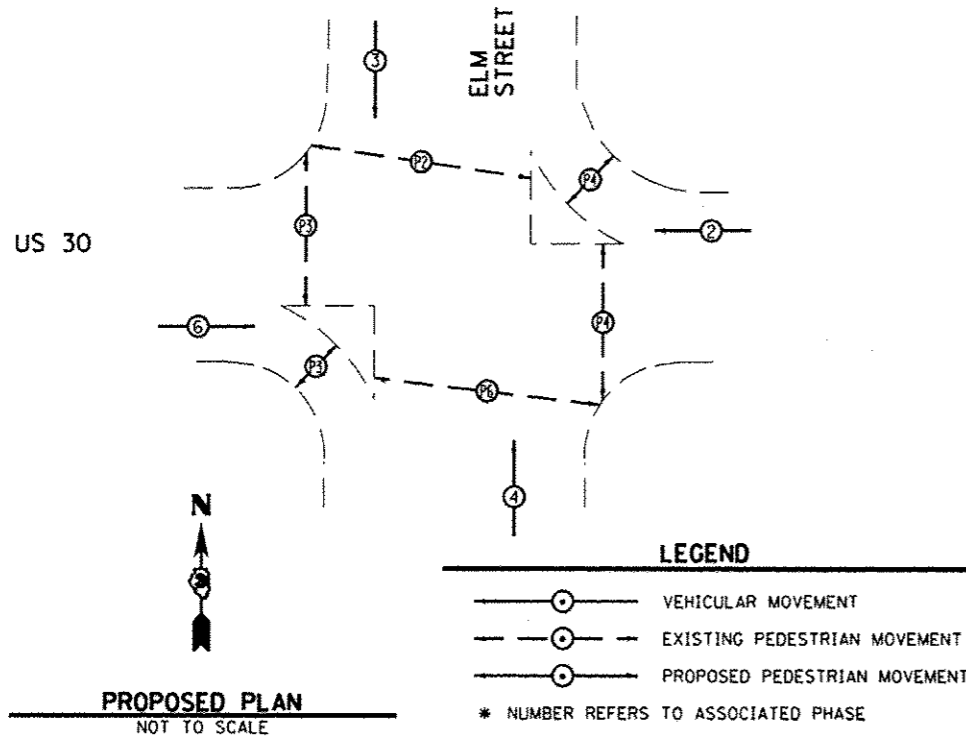 ELM
STREET
3
P2
P4
P3
2
US 30
6
P4
P3
P6
4
N
PROPOSED PLAN
NOT TO SCALE
LEGEND
VEHICULAR MOVEMENT
EXISTING PEDESTRIAN MOVEMENT
PROPOSED PEDESTRIAN MOVEMENT
* NUMBER REFERS TO ASSOCIATED PHASE